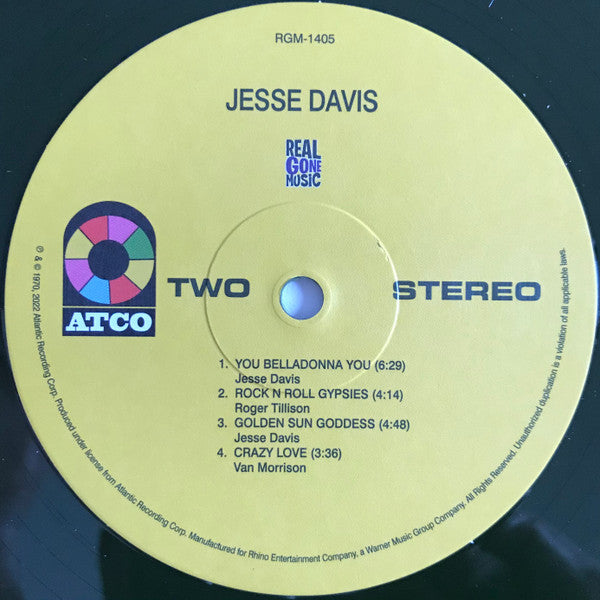 RGM-1405
JESSE DAVIS
REAL
GONE
MUSIC
ATCO
TWO
STEREO
1. YOU BELLADONNA YOU (6:29)
Jesse Davis
2. ROCK N ROLL GYPSIES (4:14)
Roger Tillison
3. GOLDEN SUN GODDESS (4:48)
Jesse Davis
4. CRAZY LOVE (3:36)
Van Morrison
℗ & © 1970, 2022 Atlantic Recording Corp. Produced under license from Atlantic Recording Corp. Manufactured for Rhino Entertainment Company, a Warner Music Group Company. All Rights Reserved. Unauthorized duplication is a violation of all applicable laws.